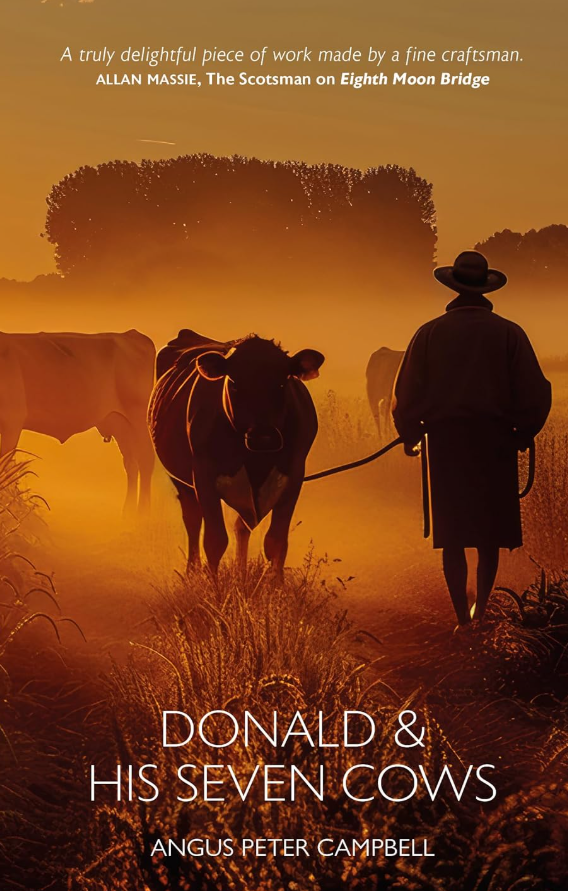 A truly delightful piece of work made by a fine craftsman.
ALLAN MASSIE, The Scotsman on Eighth Moon Bridge
DONALD &
HIS SEVEN COWS
ANGUS PETER CAMPBELL